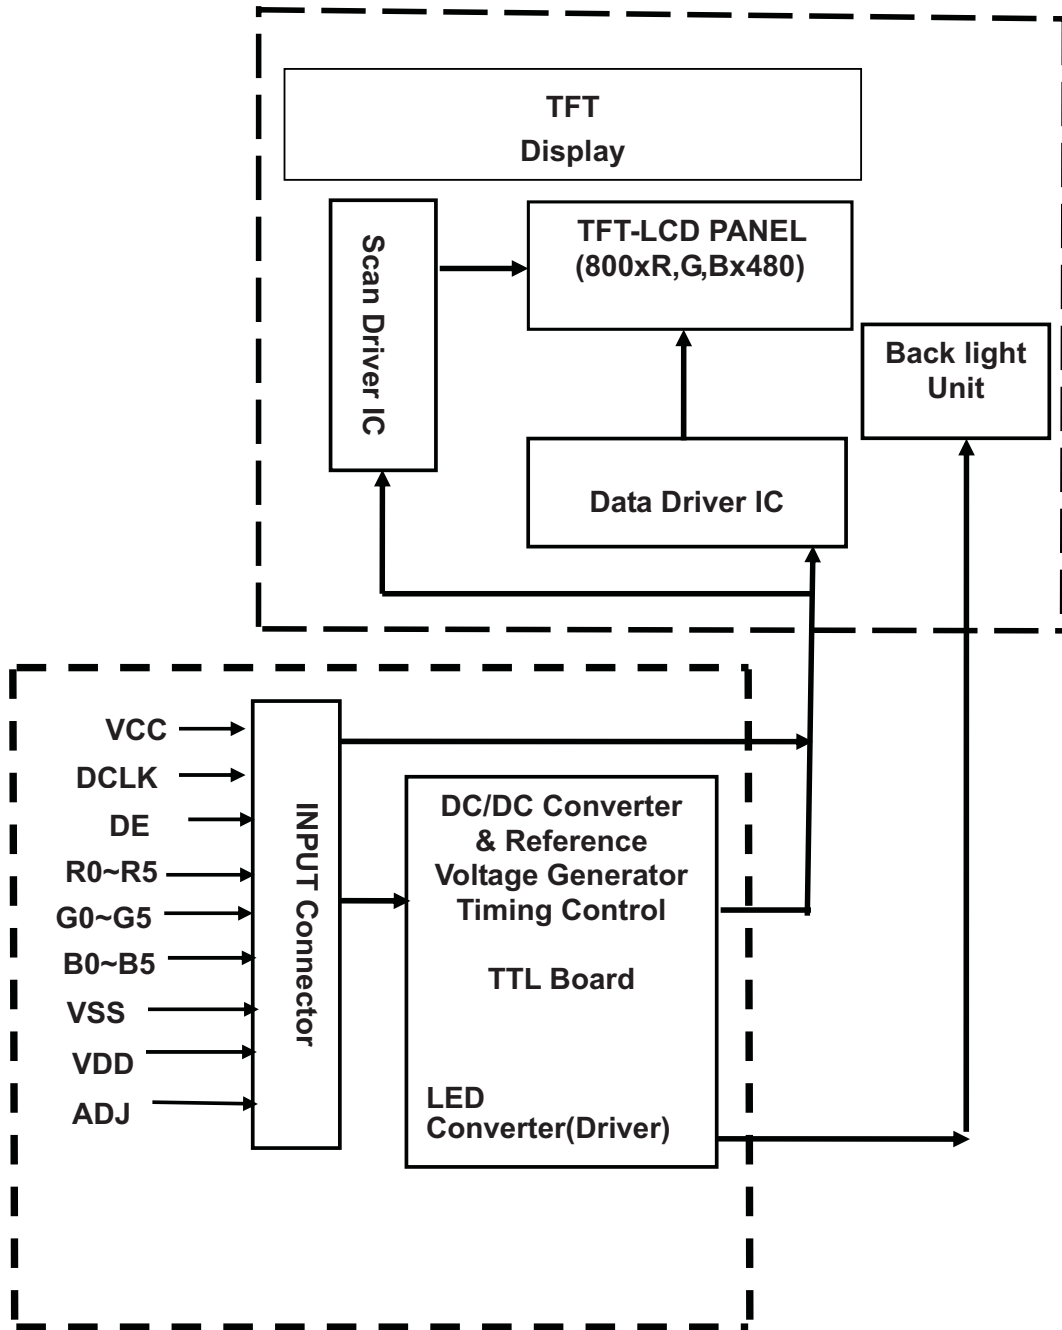 TFT
Display
Scan Driver IC
TFT-LCD PANEL
(800xR,G,Bx480)
Back light
Unit
Data Driver IC
VCC
DCLK
DE
R0~R5
G0~G5
B0~B5
VSS
VDD
ADJ
INPUT Connector
DC/DC Converter
& Reference
Voltage Generator
Timing Control
TTL Board
LED
Converter(Driver)